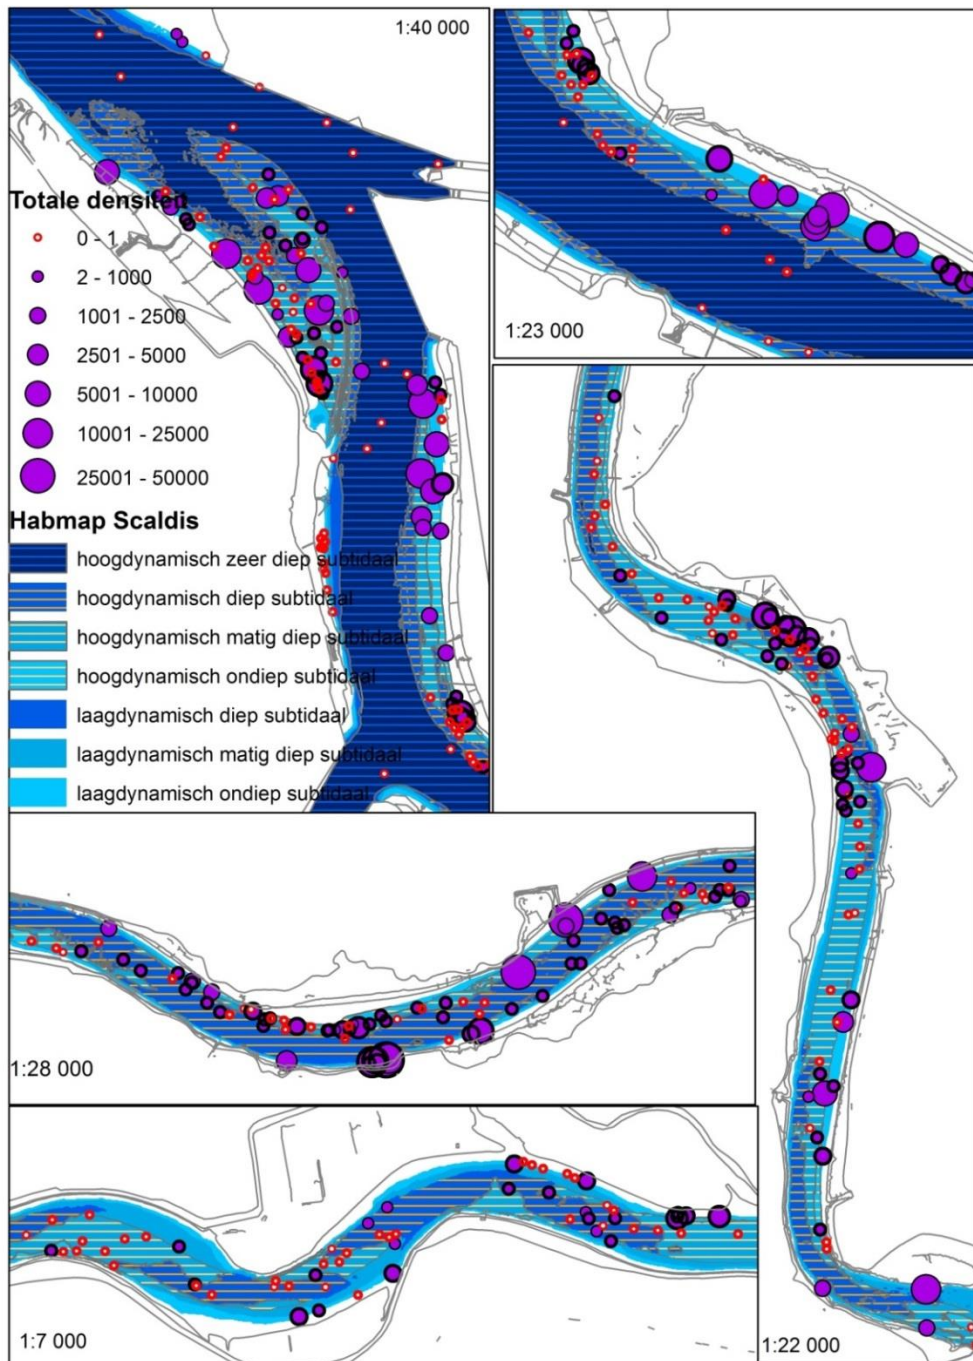 1:40 000
Totale densiteit
0 - 1
2 - 1000
1001 - 2500
2501 - 5000
5001 - 10000
10001 - 25000
25001 - 50000
Habmap Scaldis
hoogdynamisch zeer diep subtidaal
hoogdynamisch diep subtidaal
hoogdynamisch matig diep subtidaal
hoogdynamisch ondiep subtidaal
laagdynamisch diep subtidaal
laagdynamisch matig diep subtidaal
laagdynamisch ondiep subtidaal
1:23 000
1:28 000
1:7 000
1:22 000